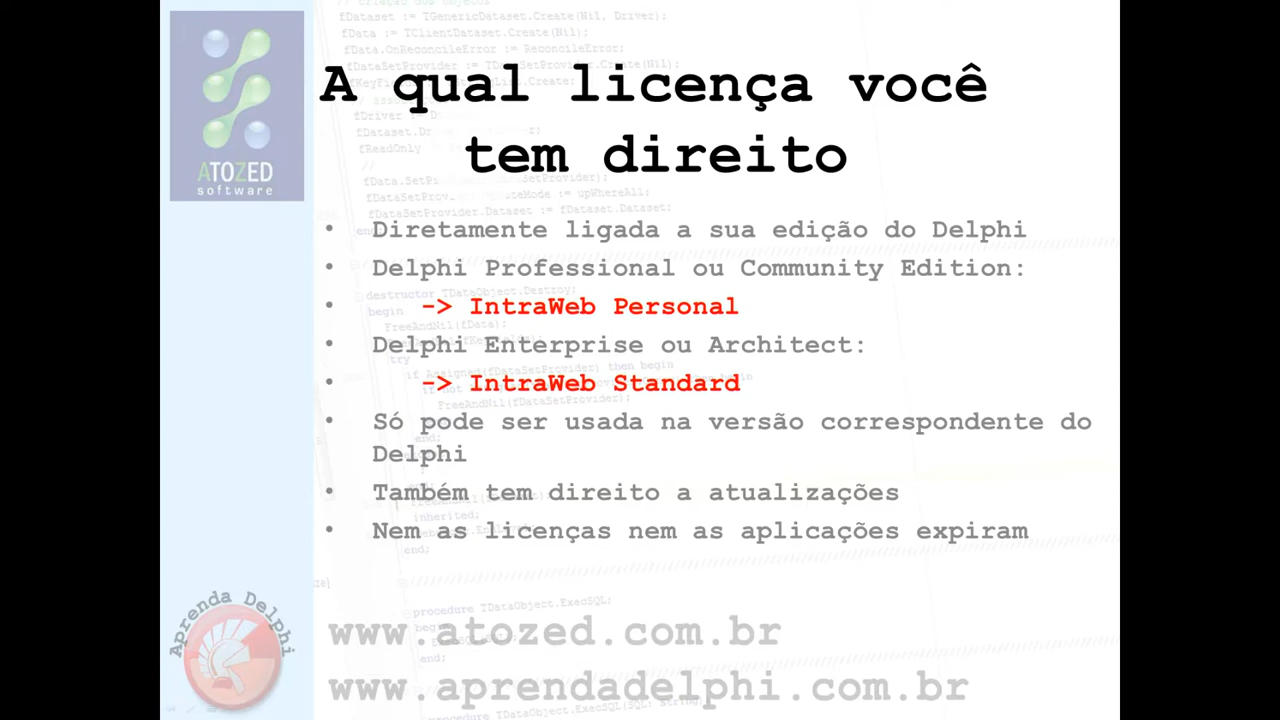 A qual licença você
tem direito
ATOZED
software
• Diretamente ligada a sua edição do Delphi
• Delphi Professional ou Community Edition:
• -> IntraWeb Personal
• Delphi Enterprise ou Architect:
• -> IntraWeb Standard
• Só pode ser usada na versão correspondente do
Delphi
• Também tem direito a atualizações
• Nem as licenças nem as aplicações expiram
Aprenda Delphi
www.atozed.com.br
www.aprendadelphi.com.br